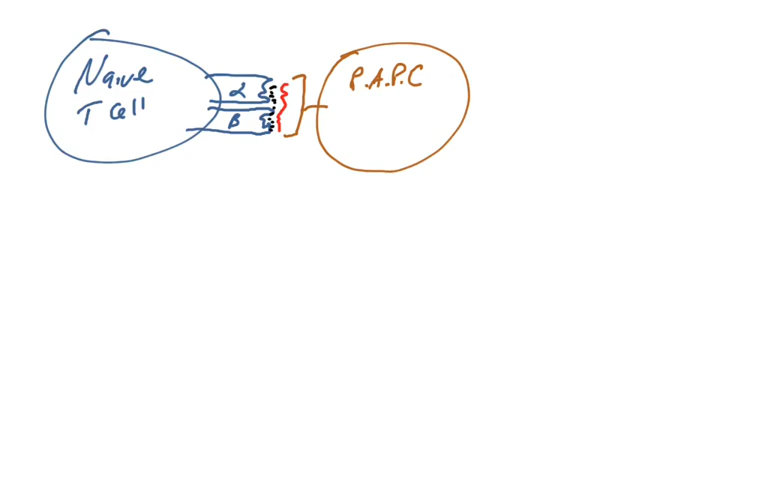 Naive
T Cell
α
β
P.A.P.C